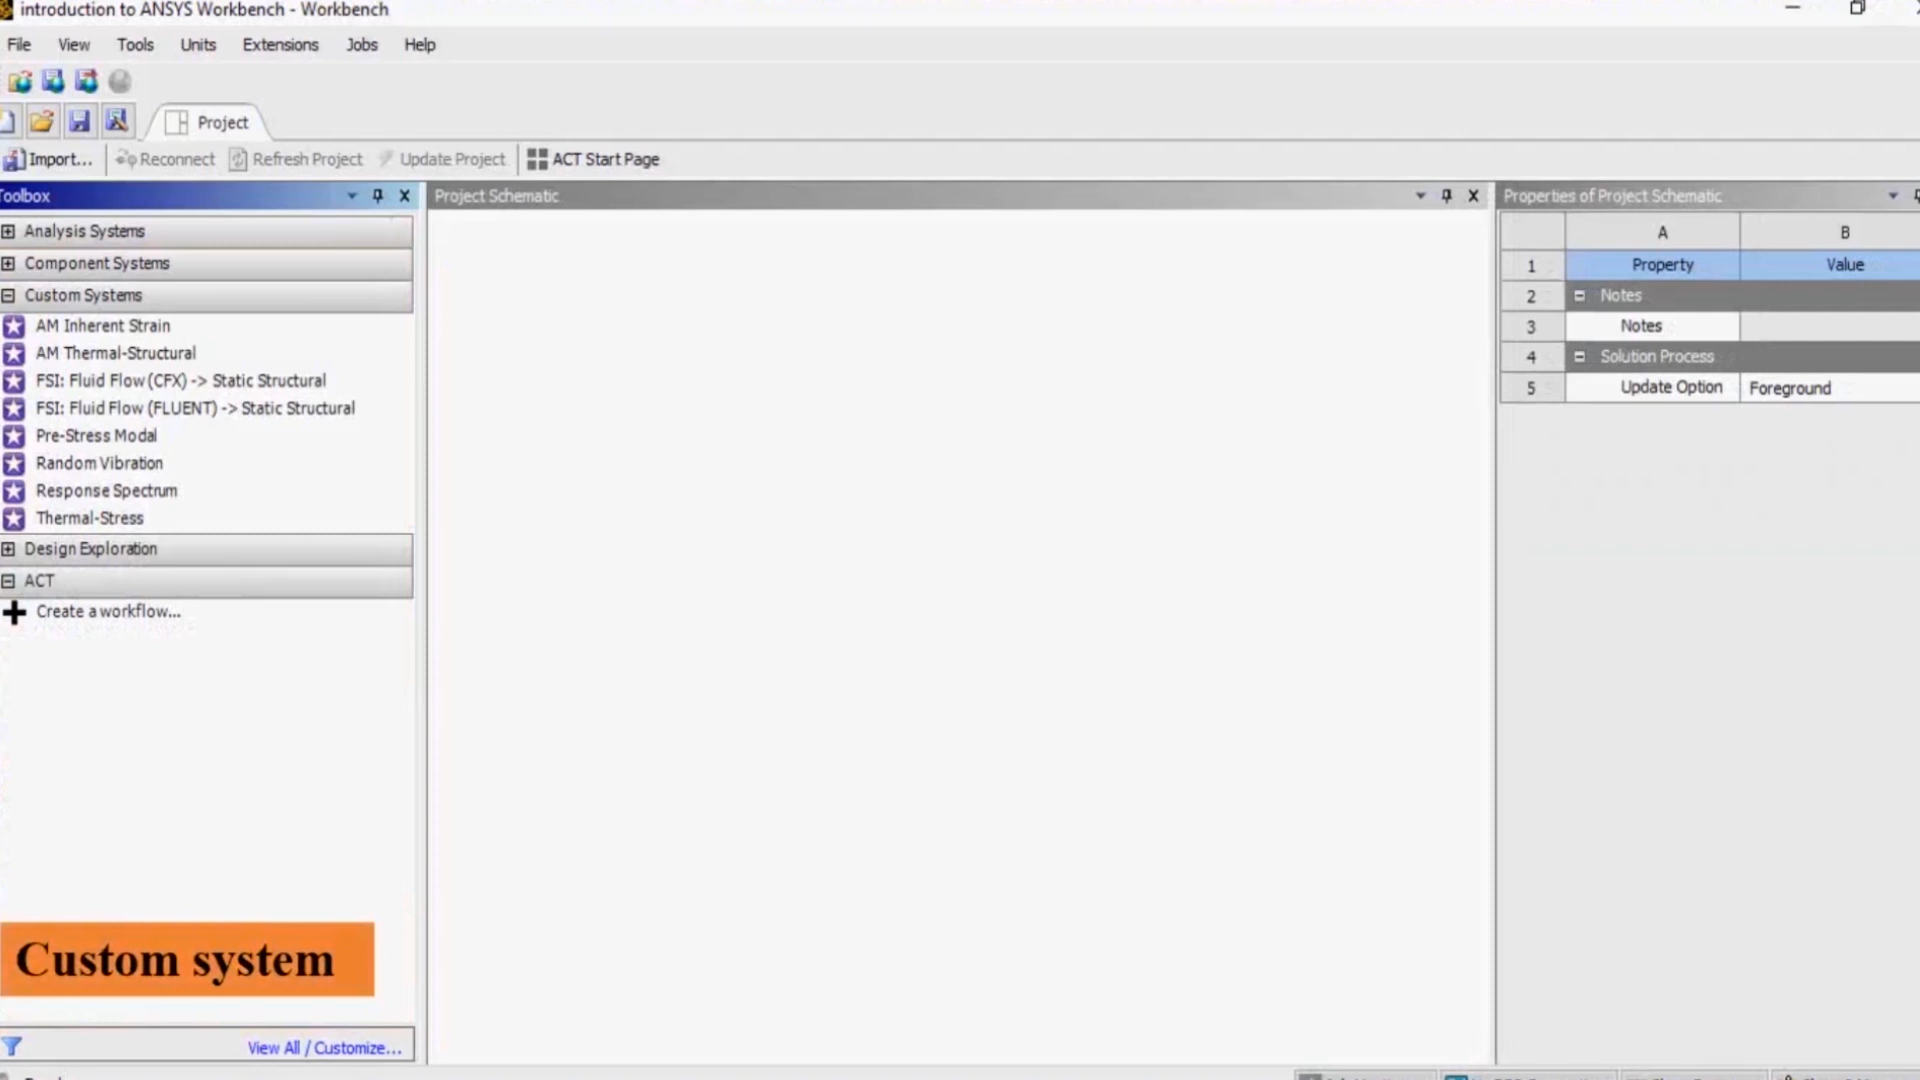 introduction to ANSYS Workbench - Workbench
File View Tools Units Extensions Jobs Help
Project
Import... Reconnect Refresh Project Update Project ACT Start Page
Toolbox
Analysis Systems
Component Systems
Custom Systems
AM Inherent Strain
AM Thermal-Structural
FSI: Fluid Flow (CFX) -> Static Structural
FSI: Fluid Flow (FLUENT) -> Static Structural
Pre-Stress Modal
Random Vibration
Response Spectrum
Thermal-Stress
Design Exploration
ACT
Create a workflow...
Custom system
View All / Customize...
Project Schematic
Properties of Project Schematic
A B
1 Property Value
2 Notes
3 Notes
4 Solution Process
5 Update Option Foreground